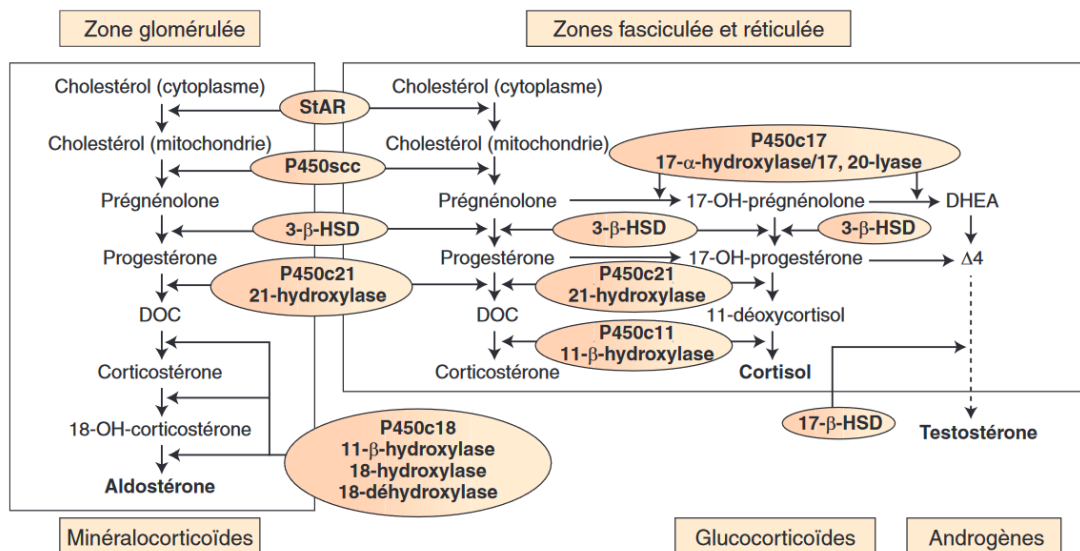 Zone glomérulée
Zones fasciculée et réticulée
Cholestérol (cytoplasme)
StAR
Cholestérol (cytoplasme)
Cholestérol (mitochondrie)
Cholestérol (mitochondrie)
P450c17
17-α-hydroxylase/17, 20-lyase
P450scc
Prégnénolone
Prégnénolone
17-OH-prégnénolone
DHEA
3-β-HSD
3-β-HSD
3-β-HSD
Progestérone
Progestérone
17-OH-progestérone
Δ4
P450c21
21-hydroxylase
P450c21
21-hydroxylase
DOC
DOC
11-déoxycortisol
P450c11
11-β-hydroxylase
Corticostérone
Corticostérone
Cortisol
18-OH-corticostérone
P450c18
11-β-hydroxylase
18-hydroxylase
18-déhydroxylase
17-β-HSD
Testostérone
Aldostérone
Minéralocorticoïdes
Glucocorticoïdes
Androgènes